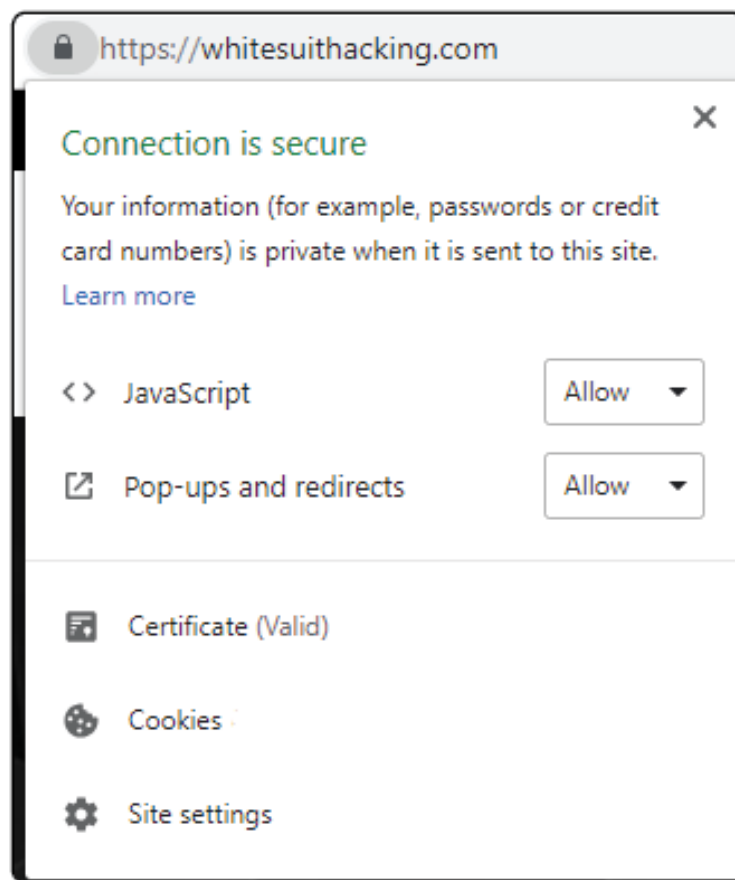 https://whitesuithacking.com
Connection is secure
Your information (for example, passwords or credit
card numbers) is private when it is sent to this site.
Learn more
JavaScript
Allow
Pop-ups and redirects
Allow
Certificate (Valid)
Cookies
Site settings